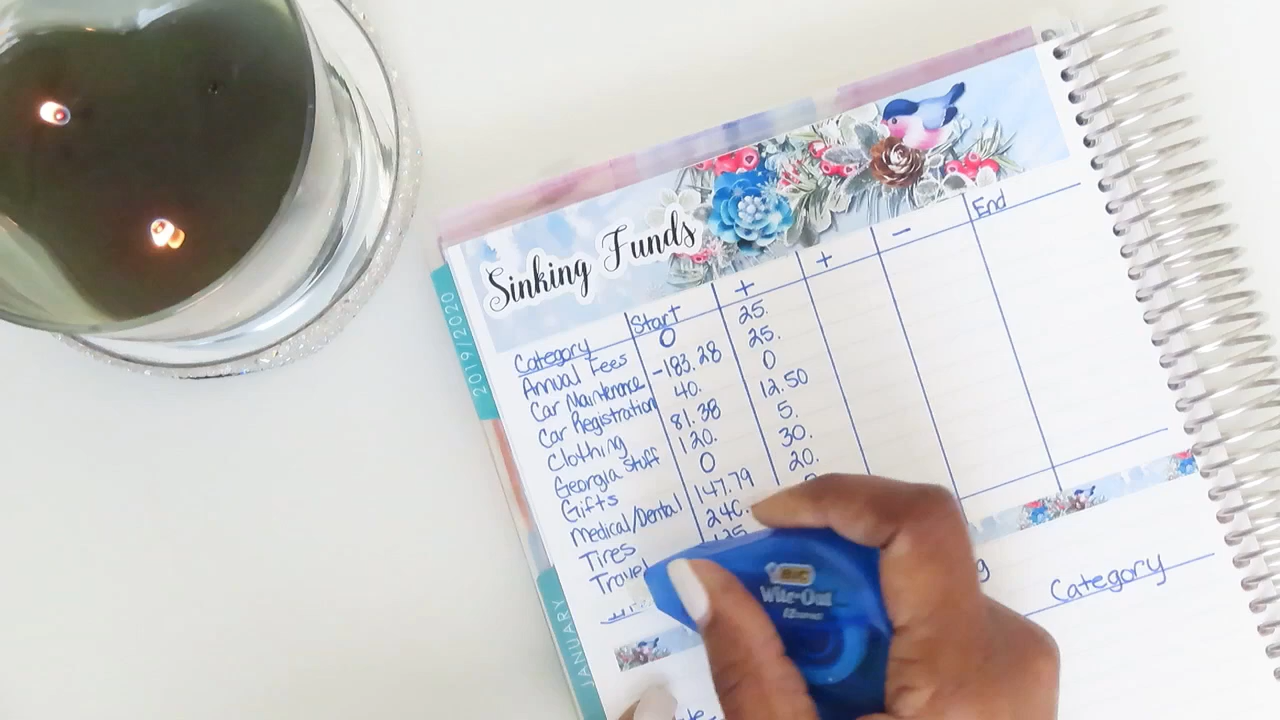 Sinking Funds
Category Start + + - End
Annual Fees 0 25.
Car Maintenance -183.28 25.
Car Registration 40. 0
Clothing 81.38 12.50
Georgia Stuff 120. 5.
Gifts 0 30.
Medical/Dental 147.79 20.
Tires 240.
Travel 125
Category
BIC
Wite-Out
2019/2020
JANUARY